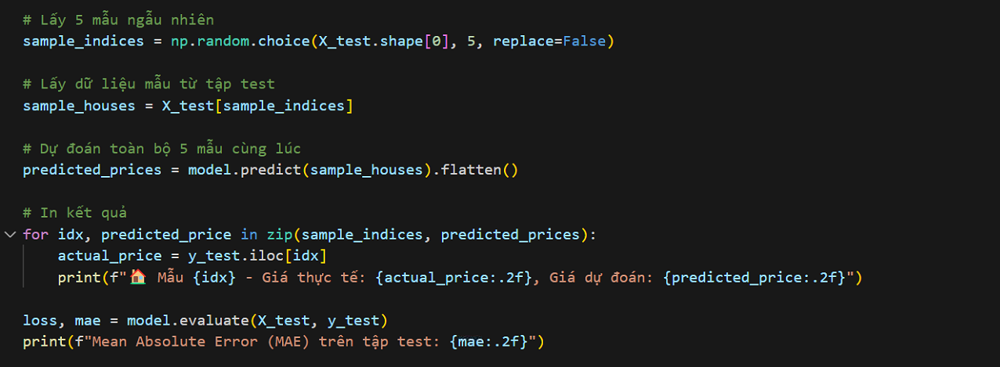 # Lấy 5 mẫu ngẫu nhiên
sample_indices = np.random.choice(X_test.shape[0], 5, replace=False)
# Lấy dữ liệu mẫu từ tập test
sample_houses = X_test[sample_indices]
# Dự đoán toàn bộ 5 mẫu cùng lúc
predicted_prices = model.predict(sample_houses).flatten()
# In kết quả
for idx, predicted_price in zip(sample_indices, predicted_prices):
    actual_price = y_test.iloc[idx]
    print(f"🏠 Mẫu {idx} - Giá thực tế: {actual_price:.2f}, Giá dự đoán: {predicted_price:.2f}")
loss, mae = model.evaluate(X_test, y_test)
print(f"Mean Absolute Error (MAE) trên tập test: {mae:.2f}")